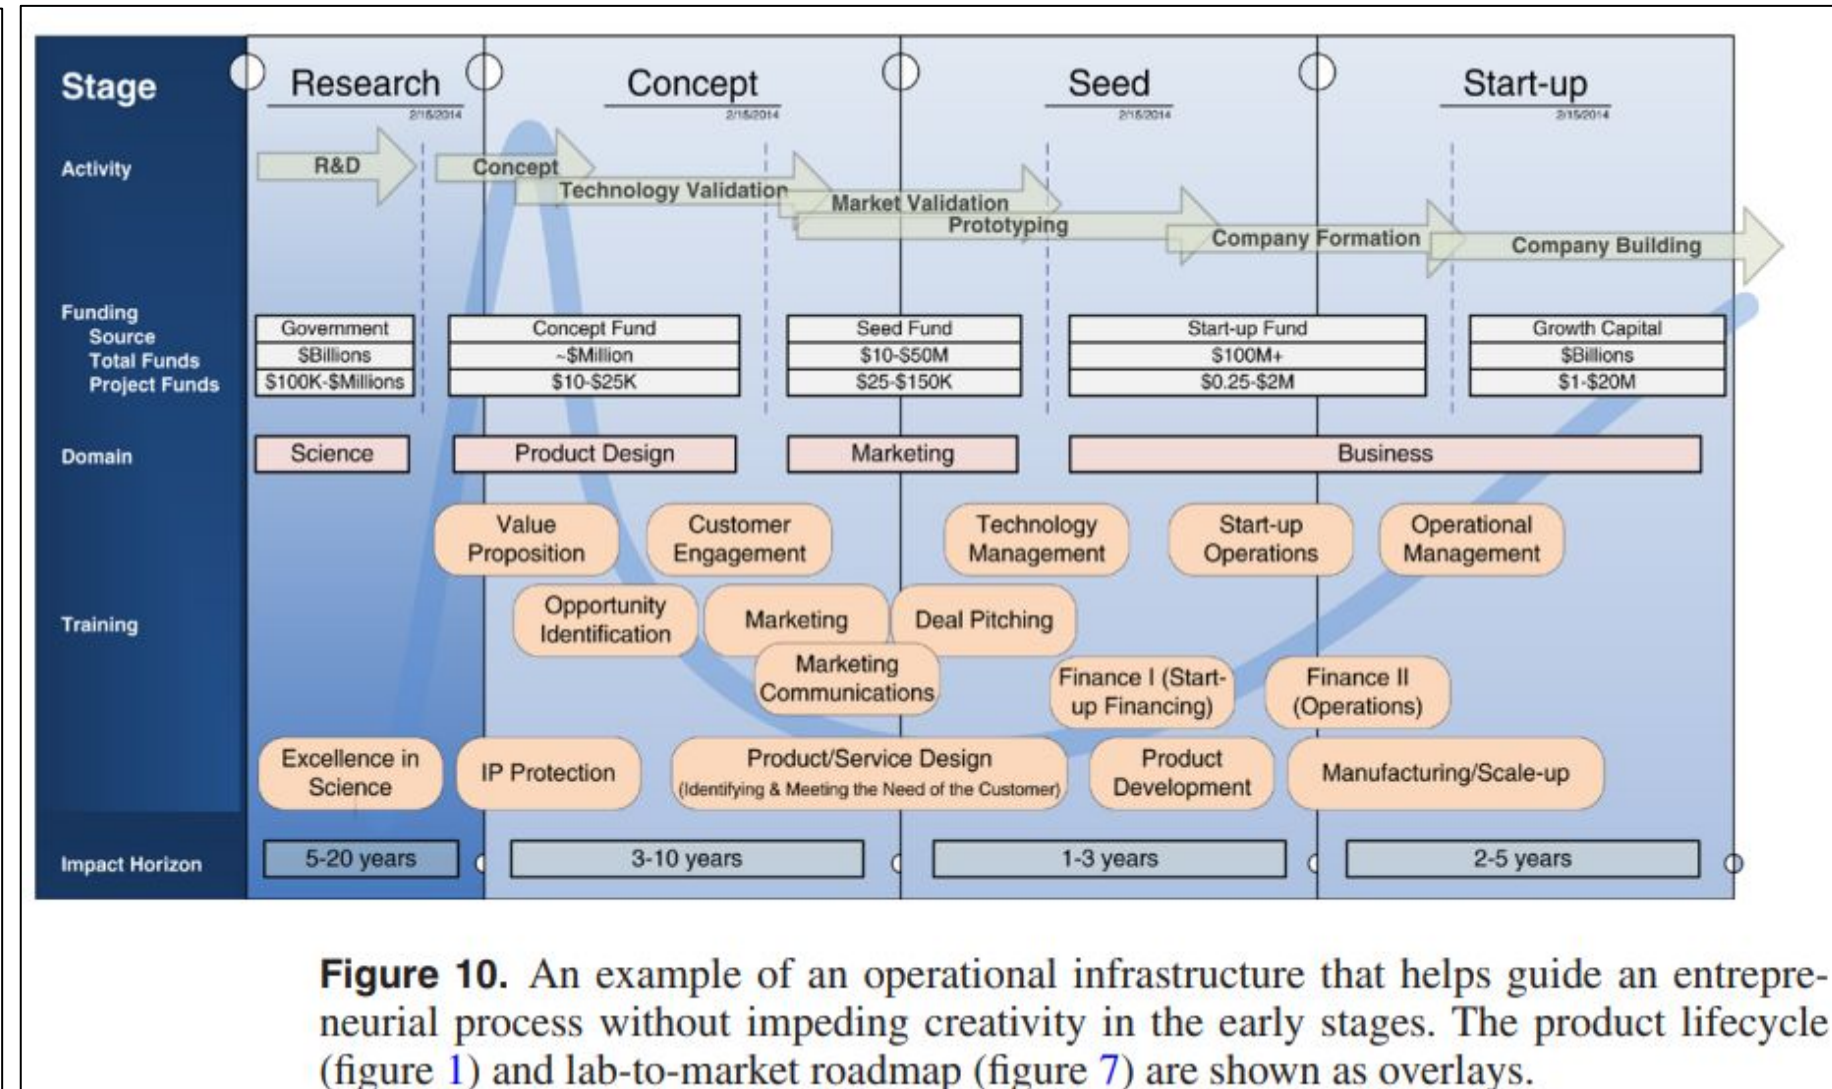 Stage
Research
Concept
Seed
Start-up
2/15/2014
2/15/2014
2/15/2014
2/15/2014
Activity
R&D
Concept
Technology Validation
Market Validation
Prototyping
Company Formation
Company Building
Funding
Source
Total Funds
Project Funds
Government
$Billions
$100K-$Millions
Concept Fund
~$Million
$10-$25K
Seed Fund
$10-$50M
$25-$150K
Start-up Fund
$100M+
$0.25-$2M
Growth Capital
$Billions
$1-$20M
Domain
Science
Product Design
Marketing
Business
Training
Value
Proposition
Customer
Engagement
Technology
Management
Start-up
Operations
Operational
Management
Opportunity
Identification
Marketing
Deal Pitching
Marketing
Communications
Finance I (Start-
up Financing)
Finance II
(Operations)
Excellence in
Science
IP Protection
Product/Service Design
(Identifying & Meeting the Need of the Customer)
Product
Development
Manufacturing/Scale-up
Impact Horizon
5-20 years
3-10 years
1-3 years
2-5 years
Figure 10. An example of an operational infrastructure that helps guide an entrepre-
neurial process without impeding creativity in the early stages. The product lifecycle
(figure 1) and lab-to-market roadmap (figure 7) are shown as overlays.